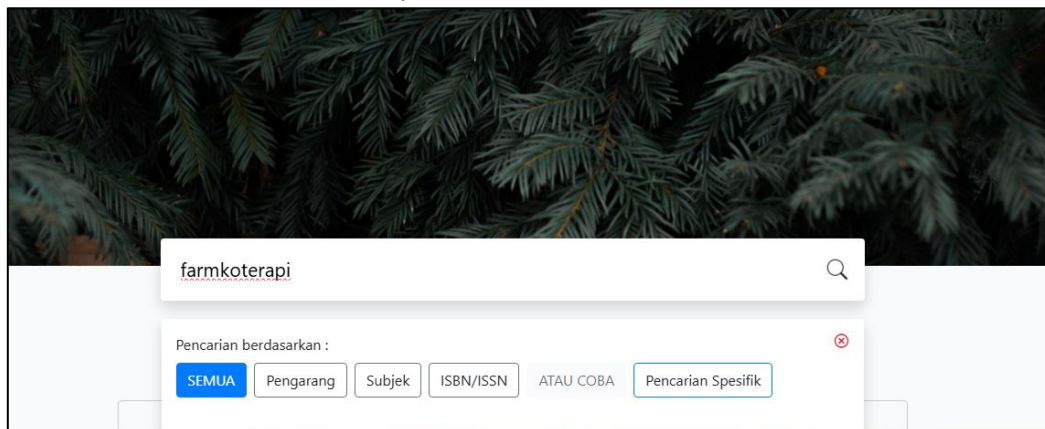 farmkoterapi
Pencarian berdasarkan :
SEMUA Pengarang Subjek ISBN/ISSN ATAU COBA Pencarian Spesifik